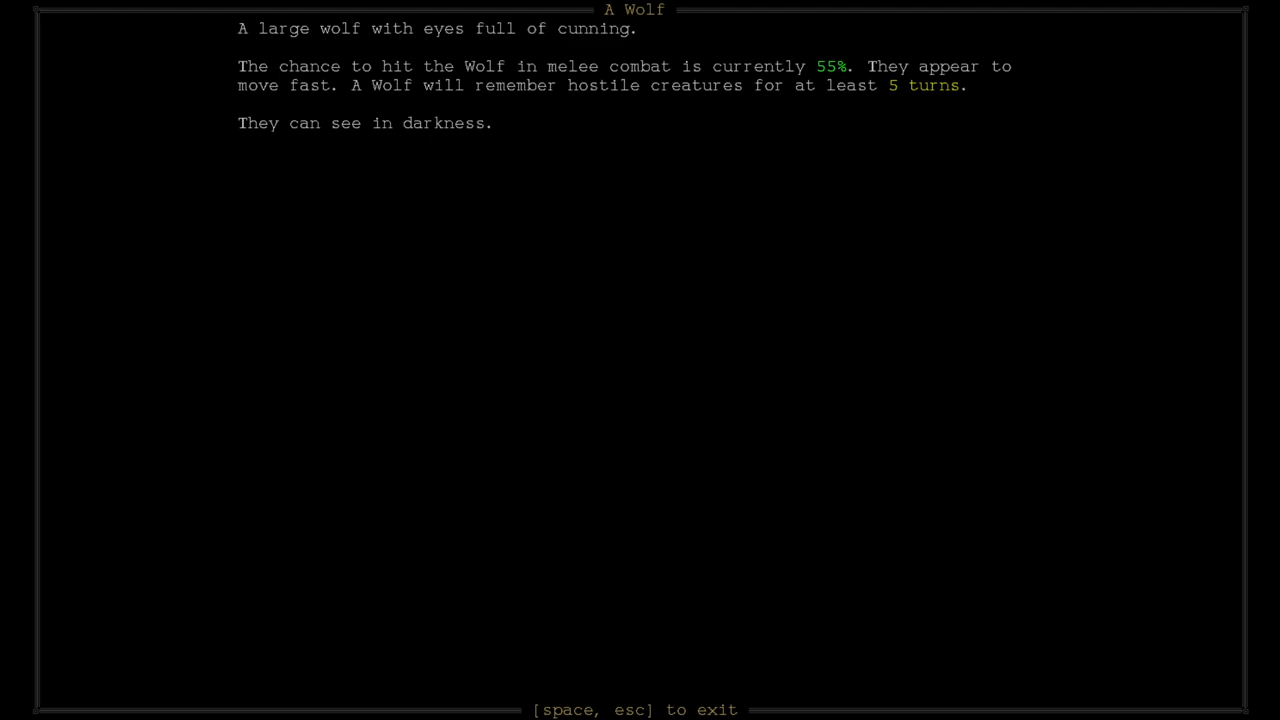 A Wolf
A large wolf with eyes full of cunning.
The chance to hit the Wolf in melee combat is currently 55%. They appear to
move fast. A Wolf will remember hostile creatures for at least 5 turns.
They can see in darkness.
[space, esc] to exit